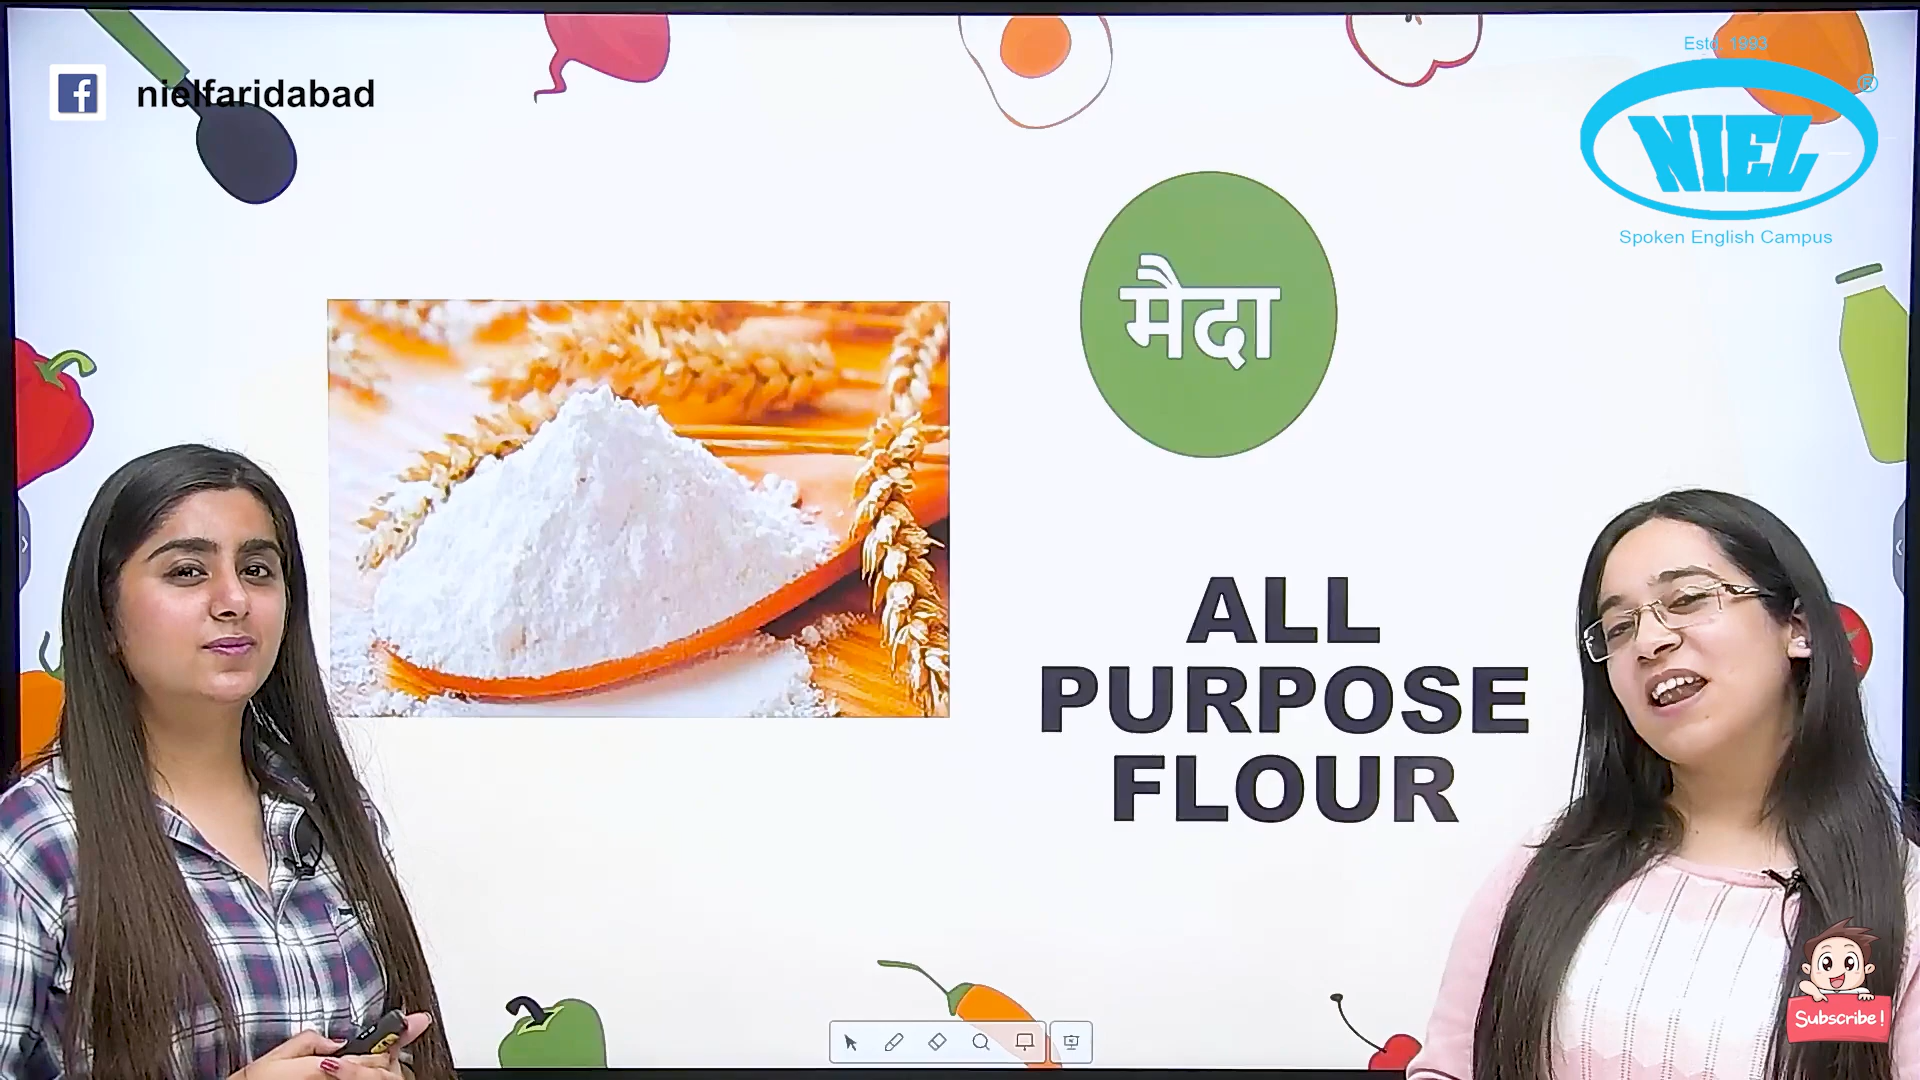 nielfaridabad
Estd. 1993
NIEL
®
Spoken English Campus
मैदा
ALL
PURPOSE
FLOUR
Subscribe!